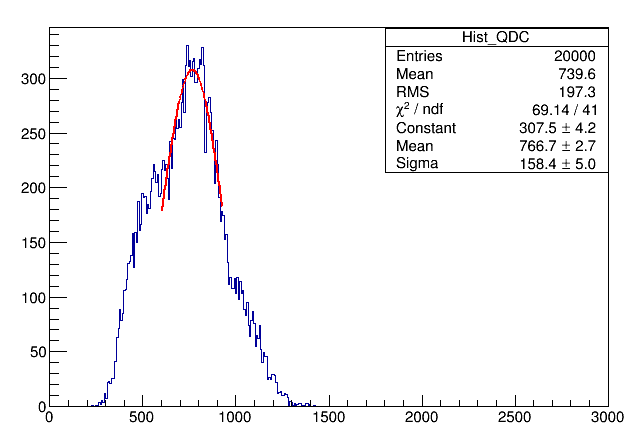 Hist_QDC
Entries 20000
Mean 739.6
RMS 197.3
χ² / ndf 69.14 / 41
Constant 307.5 ± 4.2
Mean 766.7 ± 2.7
Sigma 158.4 ± 5.0
300
250
200
150
100
50
0
0 500 1000 1500 2000 2500 3000